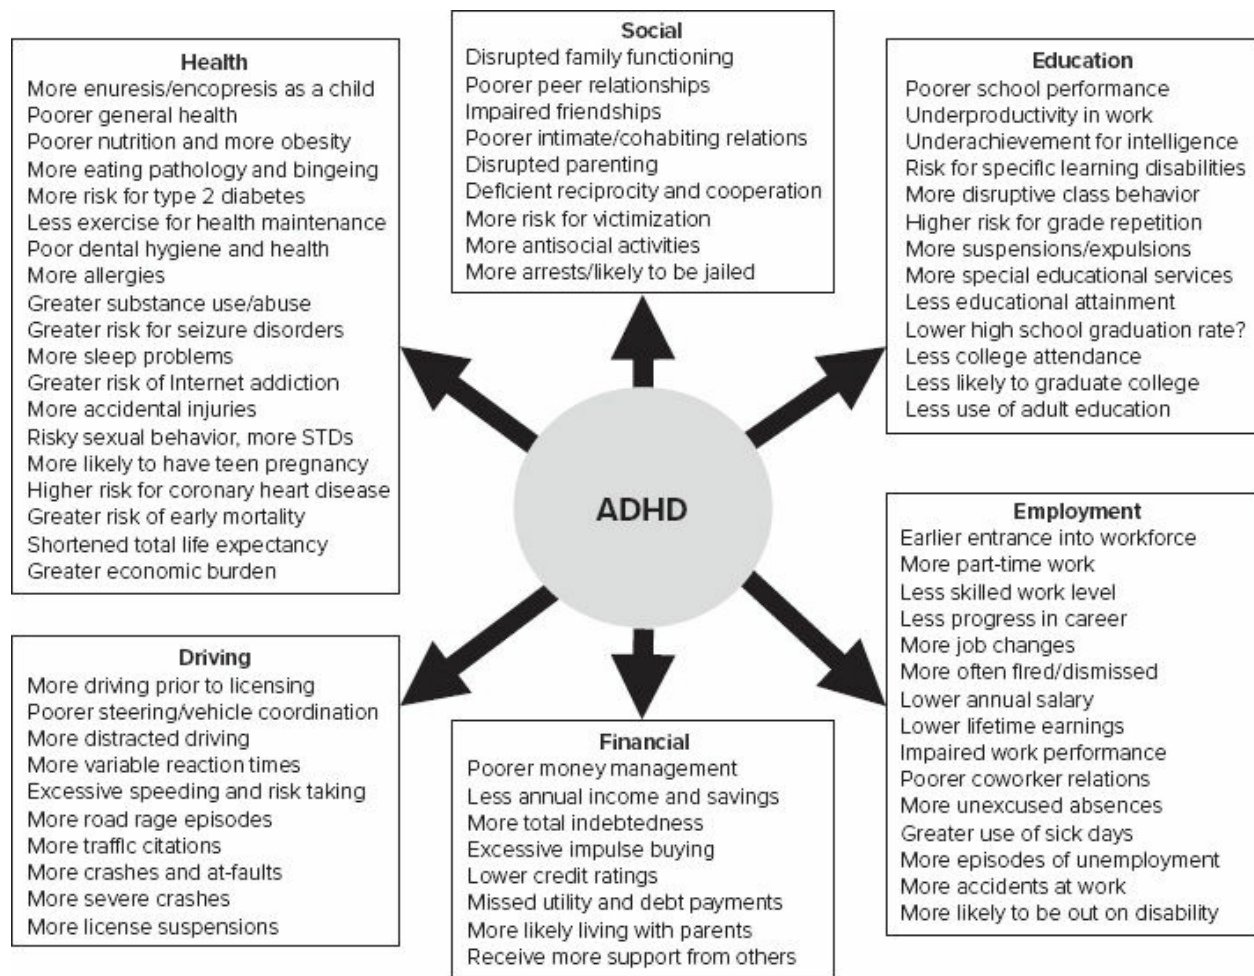 Health
More enuresis/encopresis as a child
Poorer general health
Poorer nutrition and more obesity
More eating pathology and bingeing
More risk for type 2 diabetes
Less exercise for health maintenance
Poor dental hygiene and health
More allergies
Greater substance use/abuse
Greater risk for seizure disorders
More sleep problems
Greater risk of Internet addiction
More accidental injuries
Risky sexual behavior, more STDs
More likely to have teen pregnancy
Higher risk for coronary heart disease
Greater risk of early mortality
Shortened total life expectancy
Greater economic burden
Social
Disrupted family functioning
Poorer peer relationships
Impaired friendships
Poorer intimate/cohabiting relations
Disrupted parenting
Deficient reciprocity and cooperation
More risk for victimization
More antisocial activities
More arrests/likely to be jailed
Education
Poorer school performance
Underproductivity in work
Underachievement for intelligence
Risk for specific learning disabilities
More disruptive class behavior
Higher risk for grade repetition
More suspensions/expulsions
More special educational services
Less educational attainment
Lower high school graduation rate?
Less college attendance
Less likely to graduate college
Less use of adult education
ADHD
Driving
More driving prior to licensing
Poorer steering/vehicle coordination
More distracted driving
More variable reaction times
Excessive speeding and risk taking
More road rage episodes
More traffic citations
More crashes and at-faults
More severe crashes
More license suspensions
Financial
Poorer money management
Less annual income and savings
More total indebtedness
Excessive impulse buying
Lower credit ratings
Missed utility and debt payments
More likely living with parents
Receive more support from others
Employment
Earlier entrance into workforce
More part-time work
Less skilled work level
Less progress in career
More job changes
More often fired/dismissed
Lower annual salary
Lower lifetime earnings
Impaired work performance
Poorer coworker relations
More unexcused absences
Greater use of sick days
More episodes of unemployment
More accidents at work
More likely to be out on disability